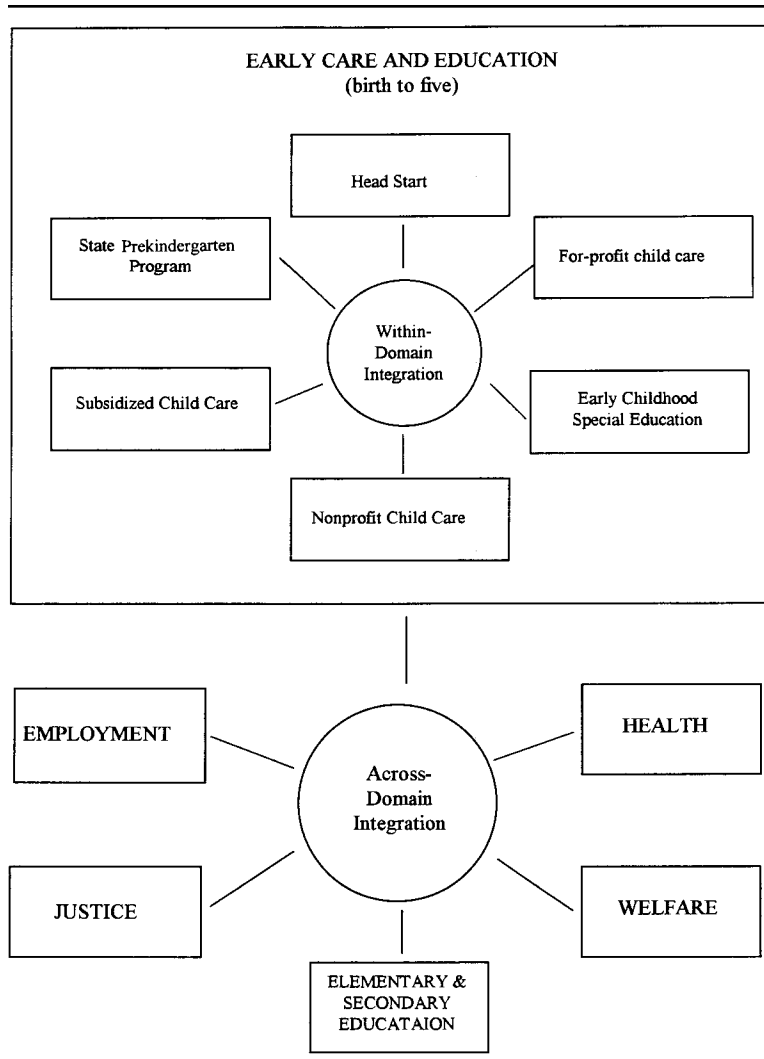 EARLY CARE AND EDUCATION
(birth to five)
Head Start
State Prekindergarten
Program
For-profit child care
Within-
Domain
Integration
Subsidized Child Care
Early Childhood
Special Education
Nonprofit Child Care
EMPLOYMENT
HEALTH
Across-
Domain
Integration
JUSTICE
WELFARE
ELEMENTARY &
SECONDARY
EDUCATAION